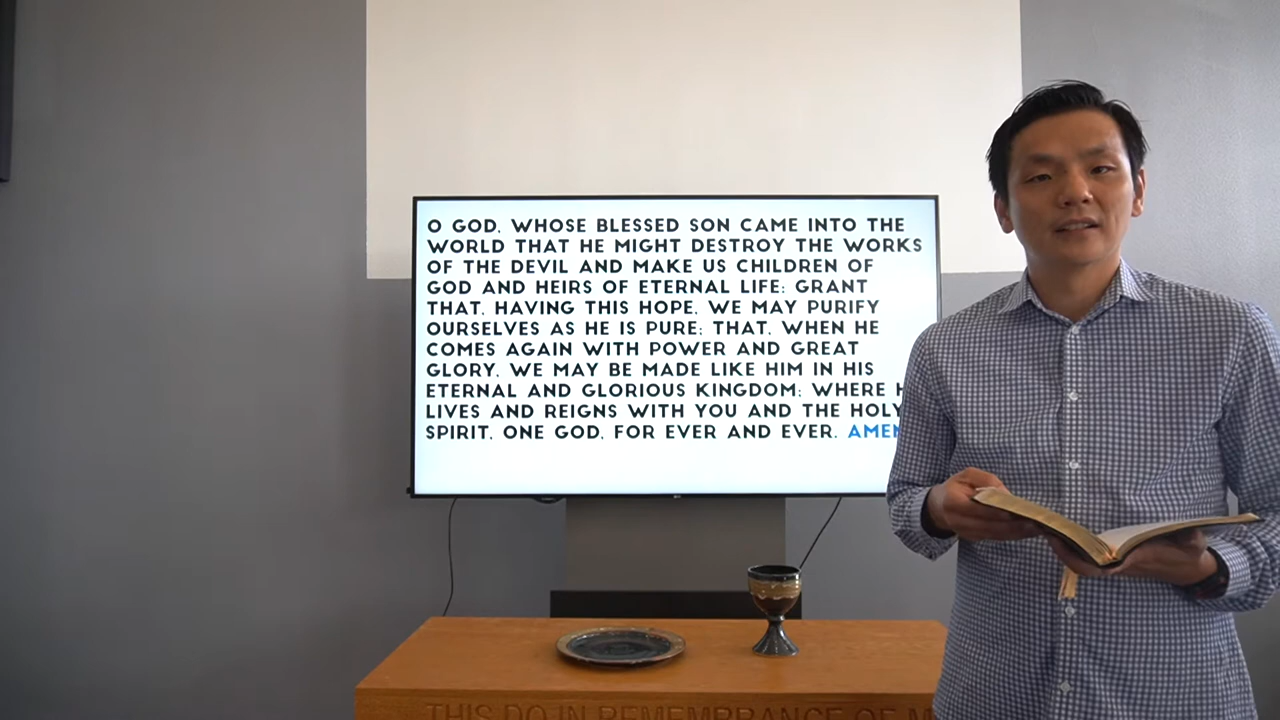 O GOD, WHOSE BLESSED SON CAME INTO THE
WORLD THAT HE MIGHT DESTROY THE WORKS
OF THE DEVIL AND MAKE US CHILDREN OF
GOD AND HEIRS OF ETERNAL LIFE: GRANT
THAT, HAVING THIS HOPE, WE MAY PURIFY
OURSELVES AS HE IS PURE; THAT, WHEN HE
COMES AGAIN WITH POWER AND GREAT
GLORY, WE MAY BE MADE LIKE HIM IN HIS
ETERNAL AND GLORIOUS KINGDOM; WHERE
LIVES AND REIGNS WITH YOU AND THE HOLY
SPIRIT, ONE GOD, FOR EVER AND EVER. AMEN
THIS DO IN REMEMBRANCE OF